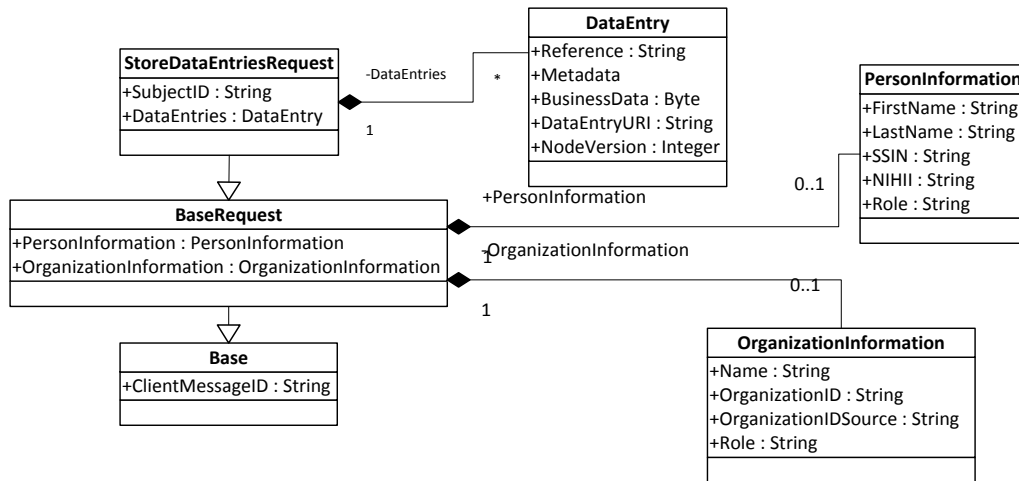 DataEntry
+Reference : String
+Metadata
+BusinessData : Byte
+DataEntryURI : String
+NodeVersion : Integer
StoreDataEntriesRequest
+SubjectID : String
+DataEntries : DataEntry
-DataEntries
*
1
PersonInformation
+FirstName : String
+LastName : String
+SSIN : String
+NIHII : String
+Role : String
BaseRequest
+PersonInformation : PersonInformation
+OrganizationInformation : OrganizationInformation
+PersonInformation
0..1
1
-OrganizationInformation
0..1
1
Base
+ClientMessageID : String
OrganizationInformation
+Name : String
+OrganizationID : String
+OrganizationIDSource : String
+Role : String